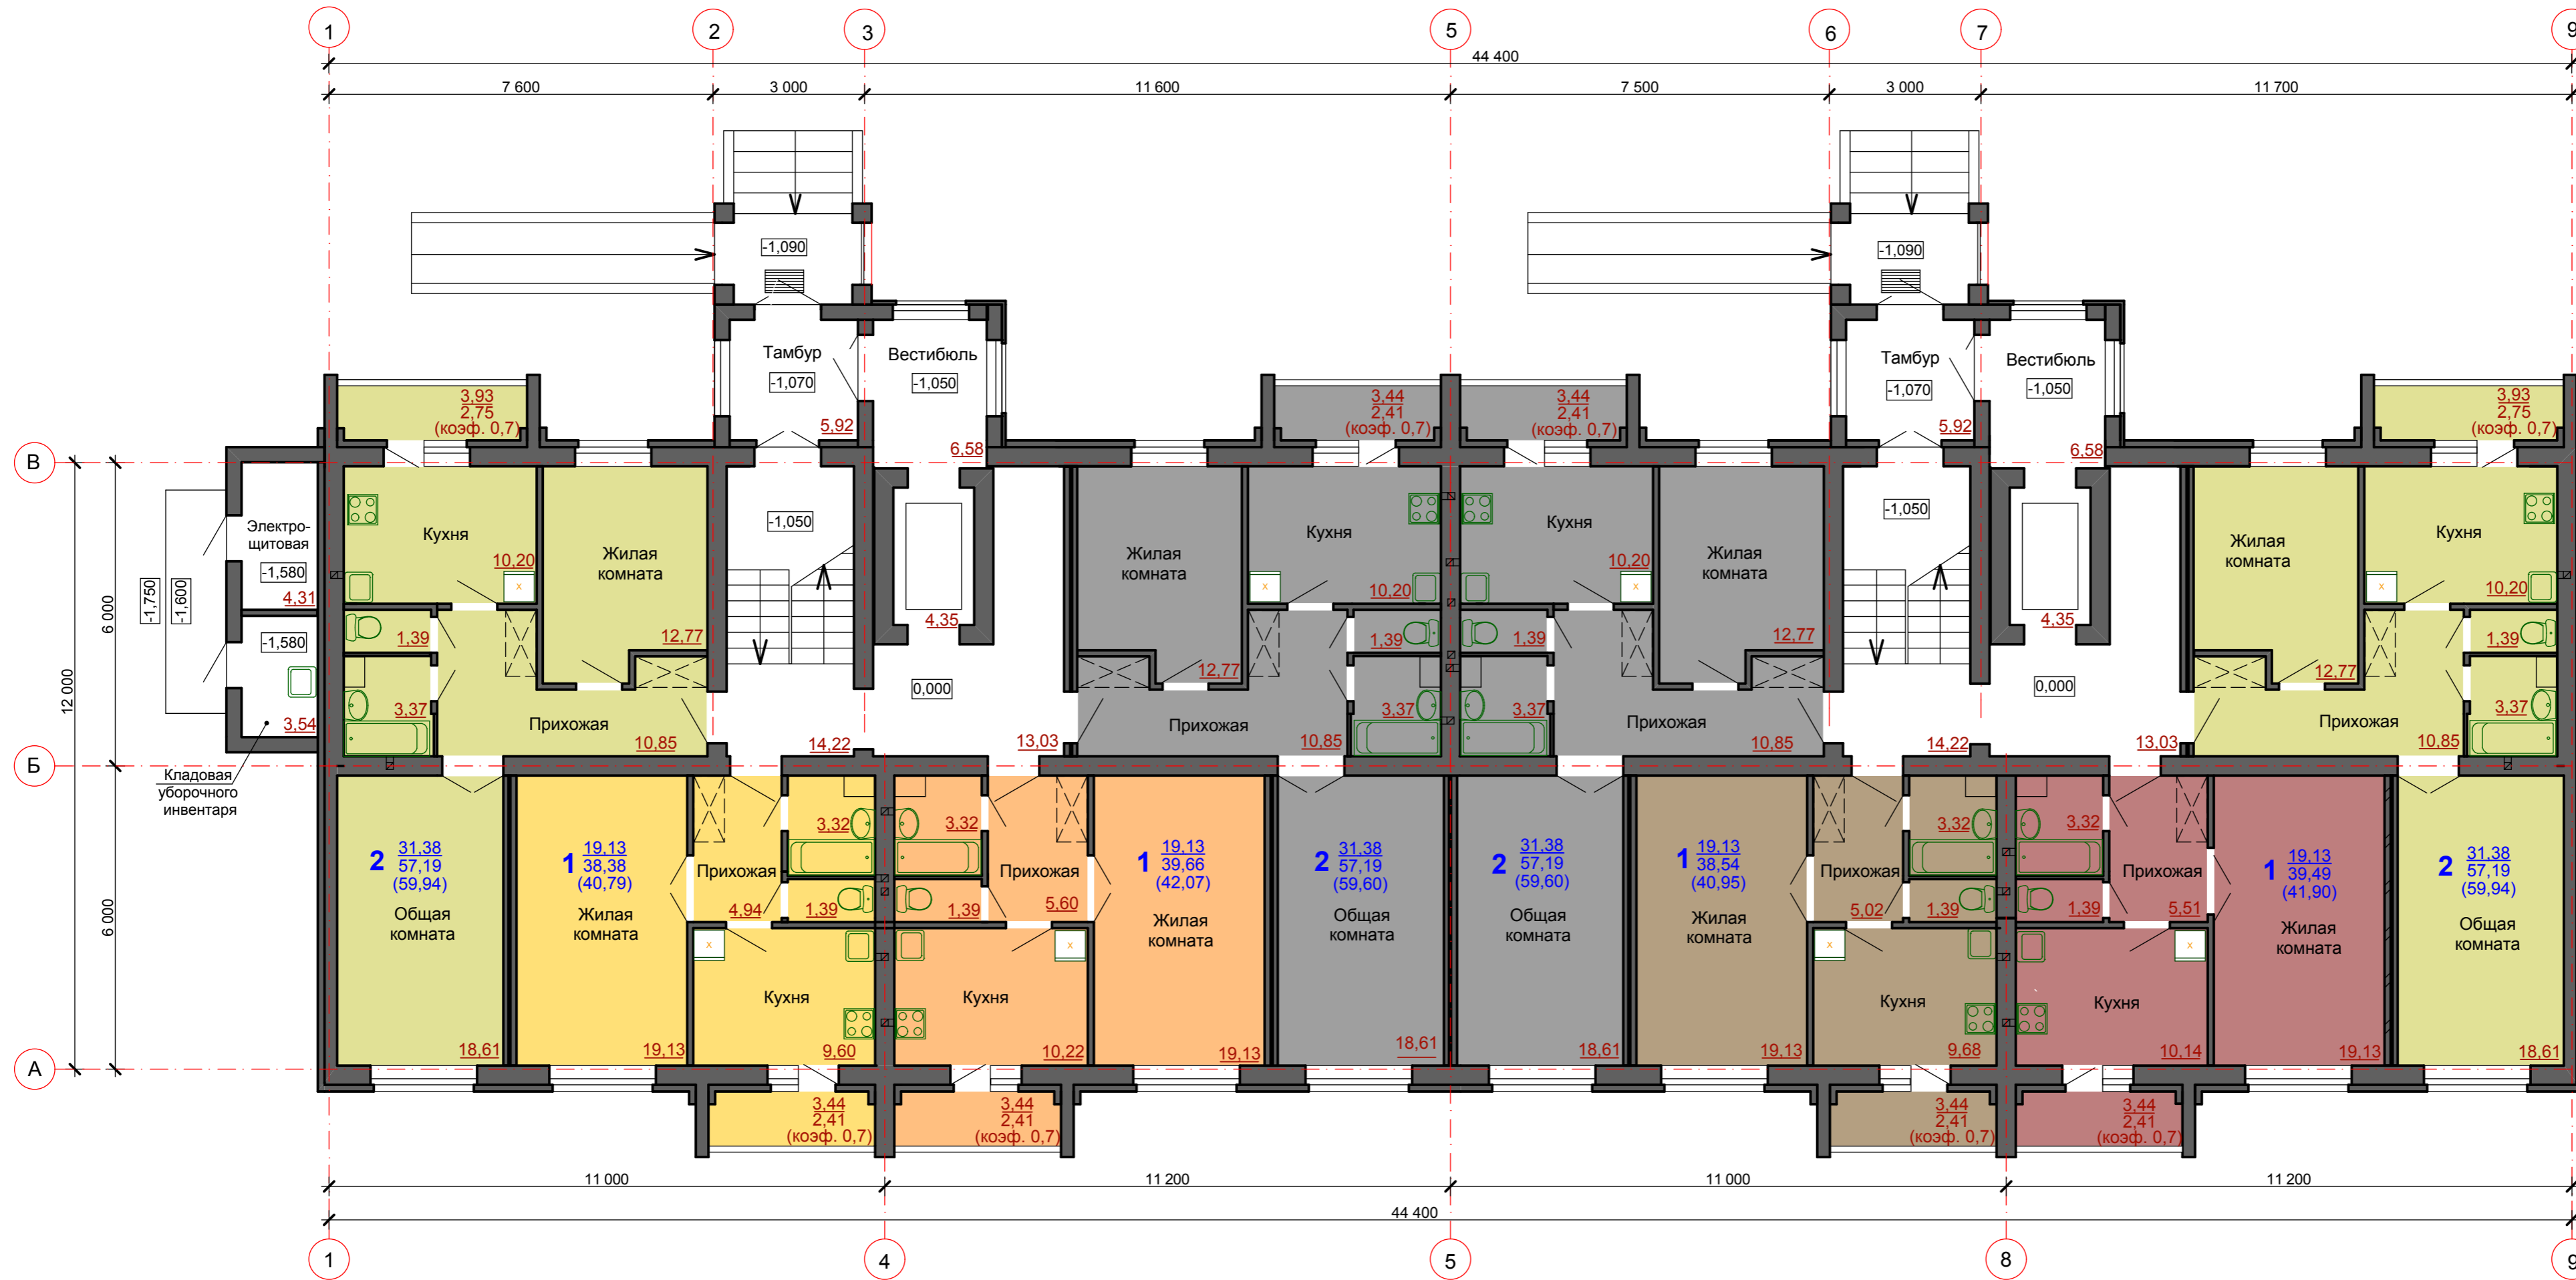 1
2
3
5
6
7
9
44 400
7 600
3 000
11 600
7 500
3 000
11 700
-1,090
-1,090
Тамбур
-1,070
5,92
Вестибюль
-1,050
6,58
Тамбур
-1,070
5,92
Вестибюль
-1,050
6,58
3,93
2,75
(коэф. 0,7)
3,44
2,41
(коэф. 0,7)
3,44
2,41
(коэф. 0,7)
3,93
2,75
(коэф. 0,7)
В
Б
А
12 000
6 000
6 000
-1,750
-1,600
Электро-
щитовая
-1,580
4,31
-1,580
3,54
Кладовая
уборочного
инвентаря
Кухня
10,20
Жилая
комната
12,77
1,39
3,37
Прихожая
10,85
-1,050
4,35
0,000
14,22
13,03
Жилая
комната
12,77
Кухня
10,20
1,39
3,37
Прихожая
10,85
Кухня
10,20
Жилая
комната
12,77
1,39
3,37
Прихожая
10,85
-1,050
4,35
0,000
14,22
13,03
Жилая
комната
12,77
Кухня
10,20
1,39
3,37
Прихожая
10,85
2
31,38
57,19
(59,94)
Общая
комната
18,61
1
19,13
38,38
(40,79)
Жилая
комната
19,13
Прихожая
4,94
3,32
1,39
Кухня
9,60
3,32
1,39
Прихожая
5,60
Кухня
10,22
1
19,13
39,66
(42,07)
Жилая
комната
19,13
2
31,38
57,19
(59,60)
Общая
комната
18,61
2
31,38
57,19
(59,60)
Общая
комната
18,61
1
19,13
38,54
(40,95)
Жилая
комната
19,13
Прихожая
5,02
3,32
1,39
Кухня
9,68
3,32
1,39
Прихожая
5,51
Кухня
10,14
1
19,13
39,49
(41,90)
Жилая
комната
19,13
2
31,38
57,19
(59,94)
Общая
комната
18,61
x
x
x
x
x
x
x
x
3,44
2,41
(коэф. 0,7)
3,44
2,41
(коэф. 0,7)
3,44
2,41
(коэф. 0,7)
3,44
2,41
(коэф. 0,7)
11 000
11 200
11 000
11 200
44 400
1
4
5
8
9